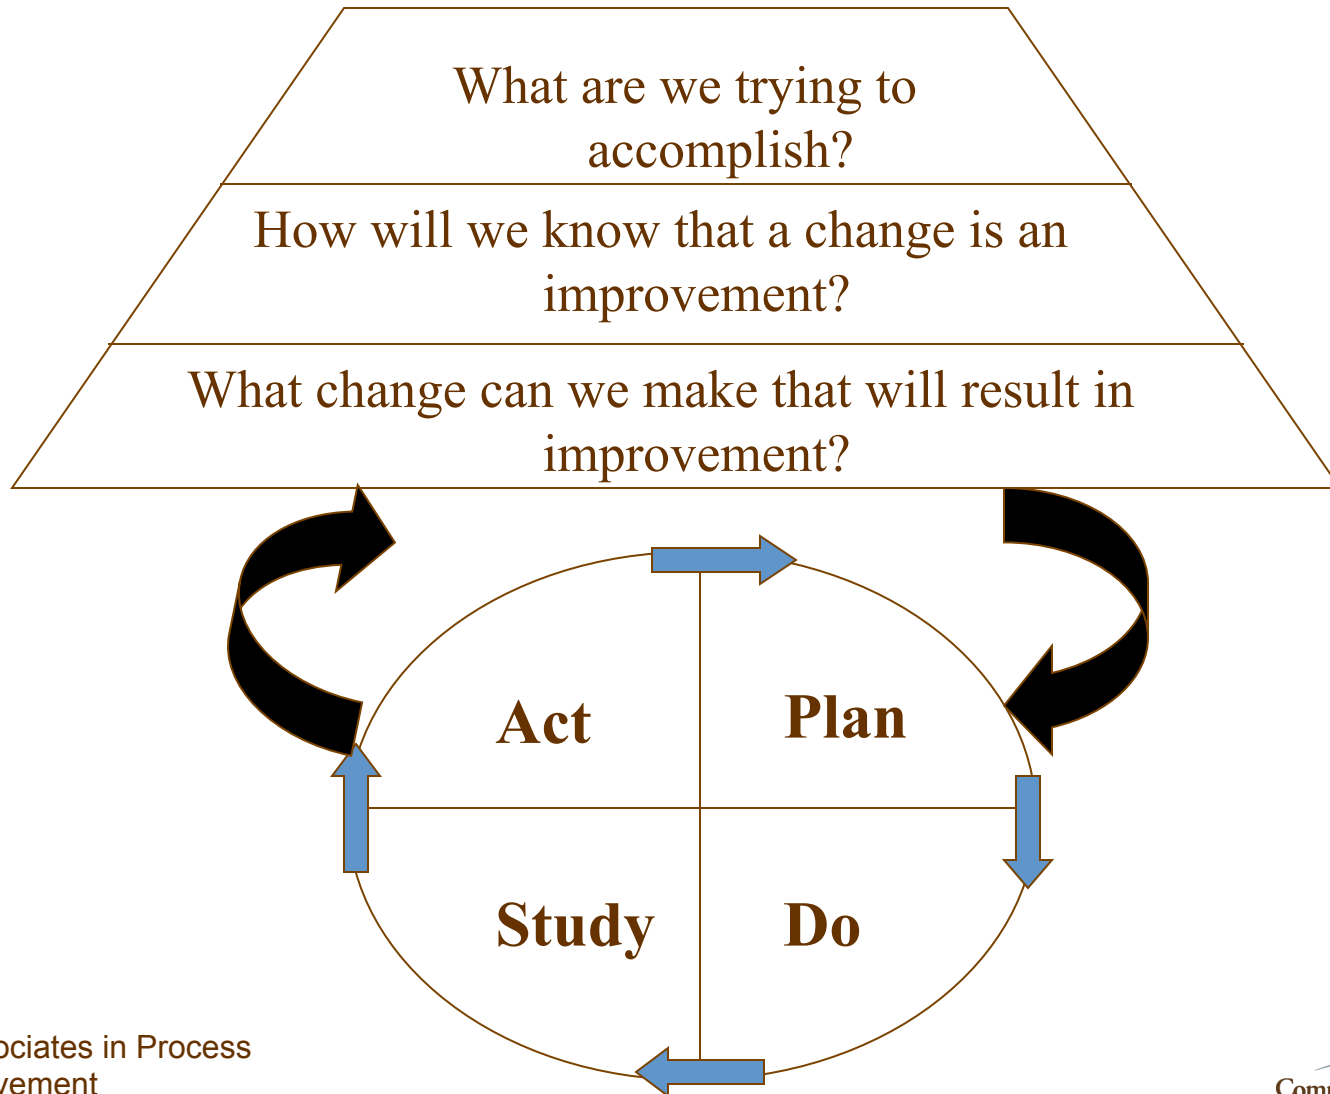 What are we trying to
accomplish?
How will we know that a change is an
improvement?
What change can we make that will result in
improvement?
Act
Plan
Study
Do
ociates in Process
vement
Comm